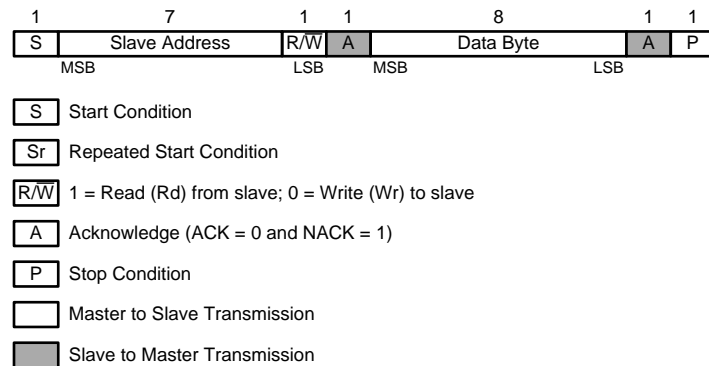 1 7 1 1 8 1 1
S Slave Address R/W̅ A Data Byte A P
MSB LSB MSB LSB
S Start Condition
Sr Repeated Start Condition
R/W̅ 1 = Read (Rd) from slave; 0 = Write (Wr) to slave
A Acknowledge (ACK = 0 and NACK = 1)
P Stop Condition
Master to Slave Transmission
Slave to Master Transmission